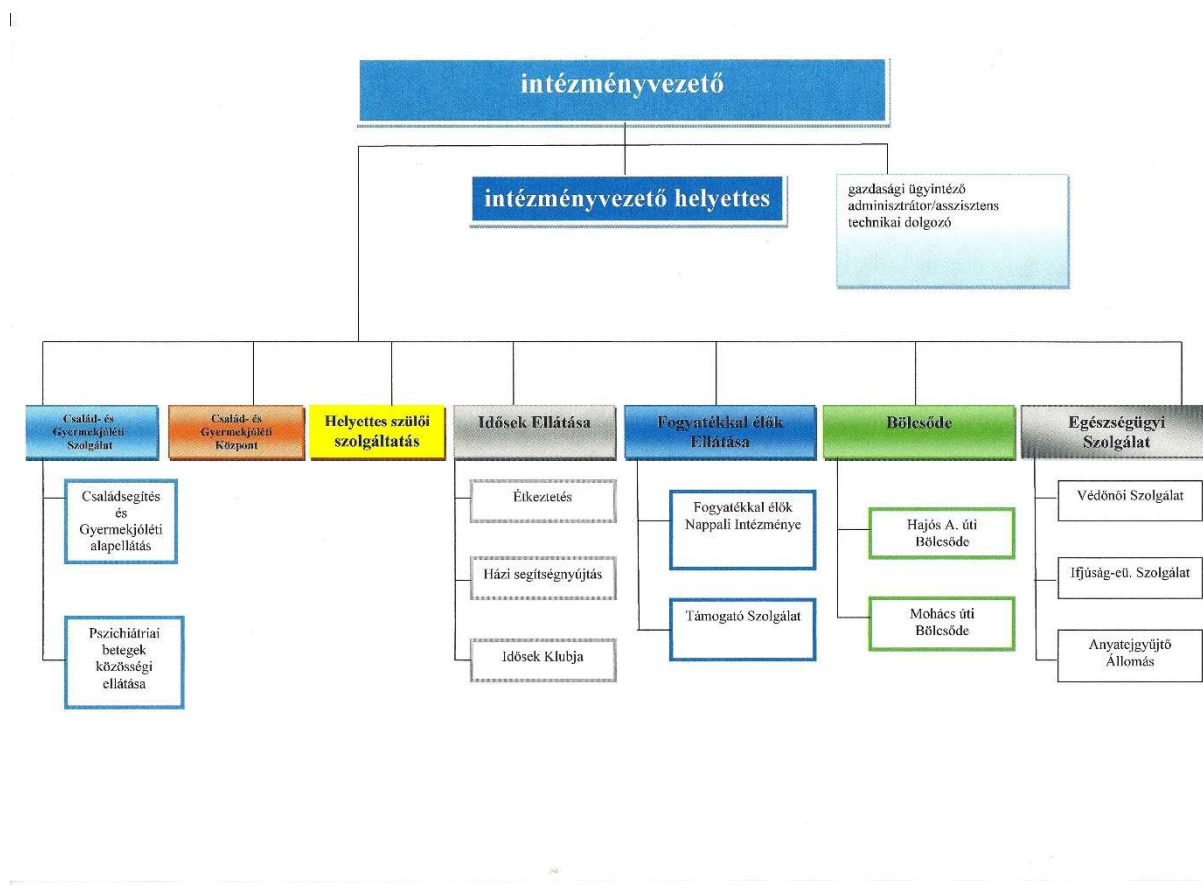 intézményvezető
intézményvezető helyettes
gazdasági ügyintéző
adminisztrátor/asszisztens
technikai dolgozó
Család- és
Gyermekjóléti
Szolgálat
Család- és
Gyermekjóléti
Központ
Helyettes szülői
szolgáltatás
Idősek Ellátása
Fogyatékkal élők
Ellátása
Bölcsőde
Egészségügyi
Szolgálat
Családsegítés
és
Gyermekjóléti
alapellátás
Pszichiátriai
betegek
közösségi
ellátása
Étkeztetés
Házi segítségnyújtás
Idősek Klubja
Fogyatékkal élők
Nappali Intézménye
Támogató Szolgálat
Hajós A. úti
Bölcsőde
Mohács úti
Bölcsőde
Védőnői Szolgálat
Ifjúság-eü. Szolgálat
Anyatejgyűjtő
Állomás